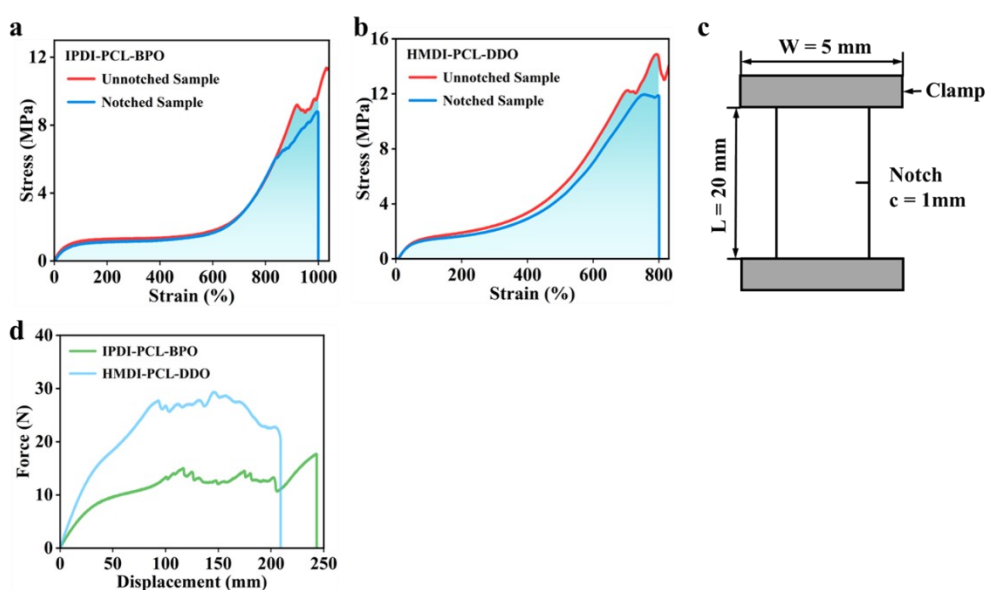 a
IPDI-PCL-BPO
Unnotched Sample
Notched Sample
Stress (MPa)
12
8
4
0
0 200 400 600 800 1000
Strain (%)
b
HMDI-PCL-DDO
Unnotched Sample
Notched Sample
Stress (MPa)
16
12
8
4
0
0 200 400 600 800
Strain (%)
c
W = 5 mm
Clamp
L = 20 mm
Notch
c = 1mm
d
IPDI-PCL-BPO
HMDI-PCL-DDO
Force (N)
40
30
20
10
0
0 50 100 150 200 250
Displacement (mm)